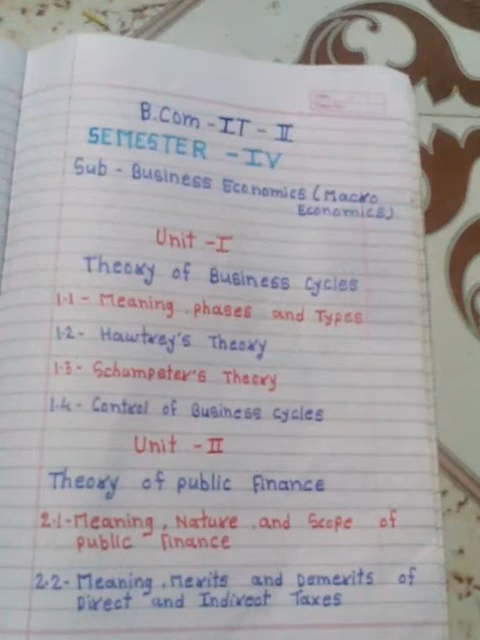 B.Com - IT - II
SEMESTER - IV
Sub - Business Economics (Macro
Economics)
Unit - I
Theory of Business Cycles
1.1 - Meaning, phases and Types
1.2 - Hawtrey's Theory
1.3 - Schumpeter's Theory
1.4 - Control of Business cycles
Unit - II
Theory of public finance
2.1 - Meaning, Nature and Scope of
public finance
2.2 - Meaning, Merits and Demerits of
Direct and Indirect Taxes